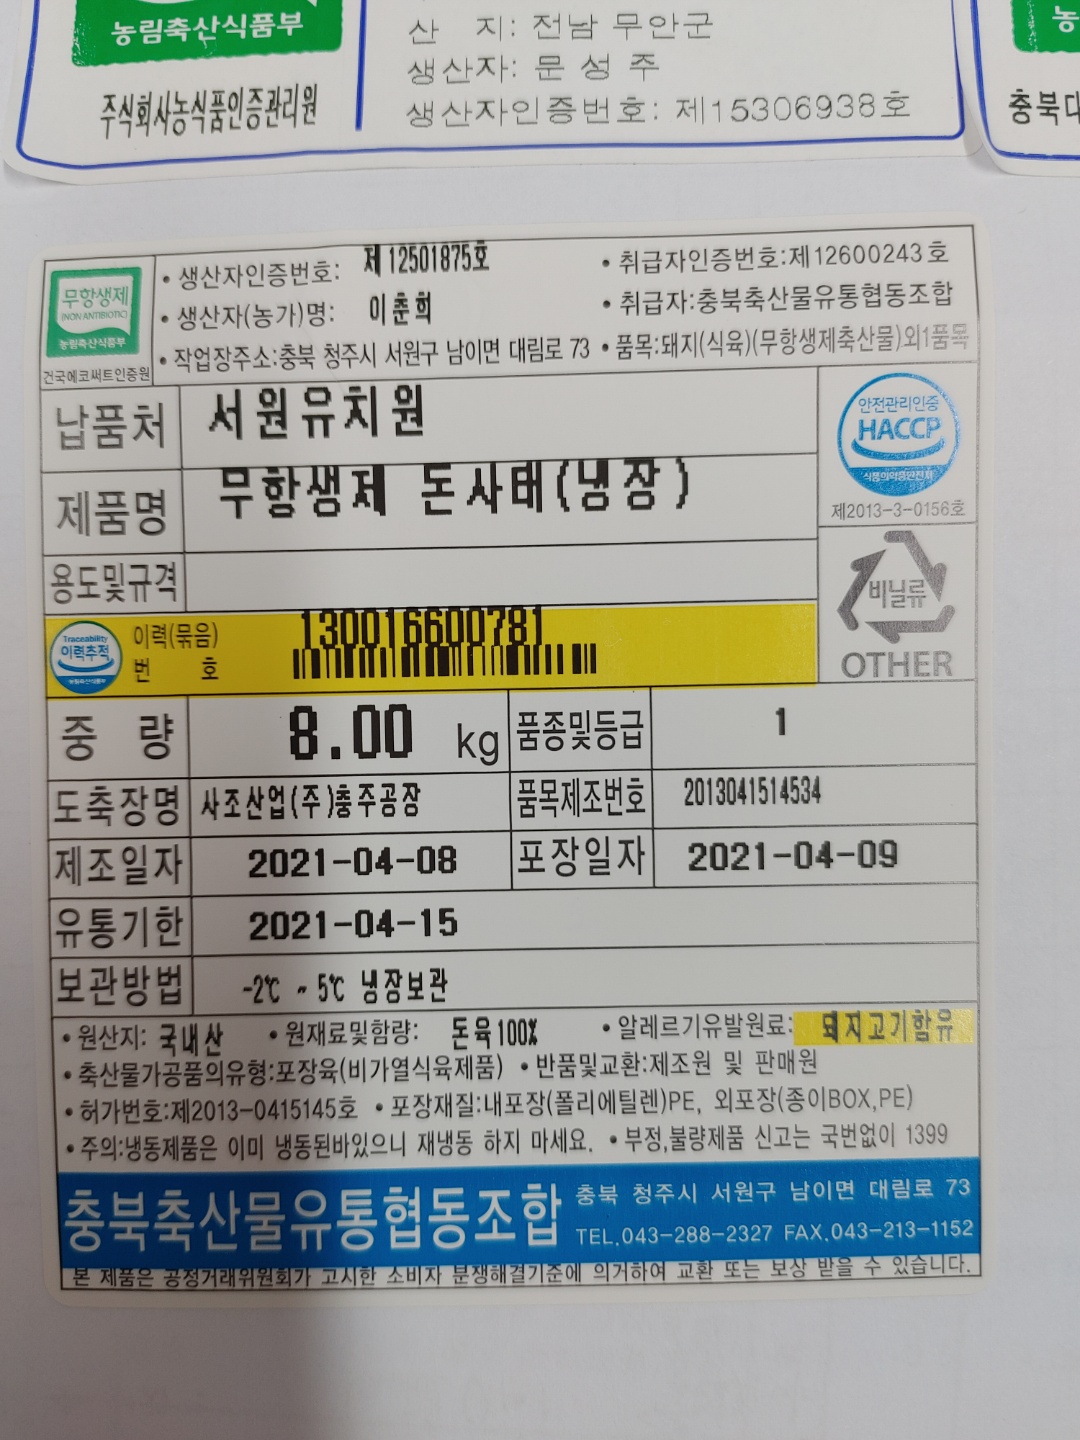 농림축산식품부
주식회사농식품인증관리원
산 지: 전남 무안군
생산자: 문 성 주
생산자인증번호: 제15306938호
농
충북대
무항생제
(NON ANTIBIOTIC)
농림축산식품부
건국에코써트인증원
• 생산자인증번호: 제 12501875호
• 취급자인증번호:제12600243호
• 생산자(농가)명: 이춘희
• 취급자:충북축산물유통협동조합
• 작업장주소:충북 청주시 서원구 남이면 대림로 73 • 품목:돼지(식육)(무항생제축산물)외1품목
납품처 서원유치원
안전관리인증
HACCP
식품의약품안전처
제2013-3-0156호
제품명 무항생제 돈사태(냉장)
용도및규격
비닐류
OTHER
Traceability
이력추적
농림축산식품부
이력(묶음)
번 호
130016600781
중 량 8.00 kg 품종및등급 1
도축장명 사조산업(주)충주공장 품목제조번호 2013041514534
제조일자 2021-04-08 포장일자 2021-04-09
유통기한 2021-04-15
보관방법 -2℃ ~ 5℃ 냉장보관
• 원산지: 국내산 • 원재료및함량: 돈육100% • 알레르기유발원료: 돼지고기함유
• 축산물가공품의유형:포장육(비가열식육제품) • 반품및교환:제조원 및 판매원
• 허가번호:제2013-0415145호 • 포장재질:내포장(폴리에틸렌)PE, 외포장(종이BOX,PE)
• 주의:냉동제품은 이미 냉동된바있으니 재냉동 하지 마세요. • 부정,불량제품 신고는 국번없이 1399
충북축산물유통협동조합
충북 청주시 서원구 남이면 대림로 73
TEL.043-288-2327 FAX.043-213-1152
본 제품은 공정거래위원회가 고시한 소비자 분쟁해결기준에 의거하여 교환 또는 보상 받을 수 있습니다.